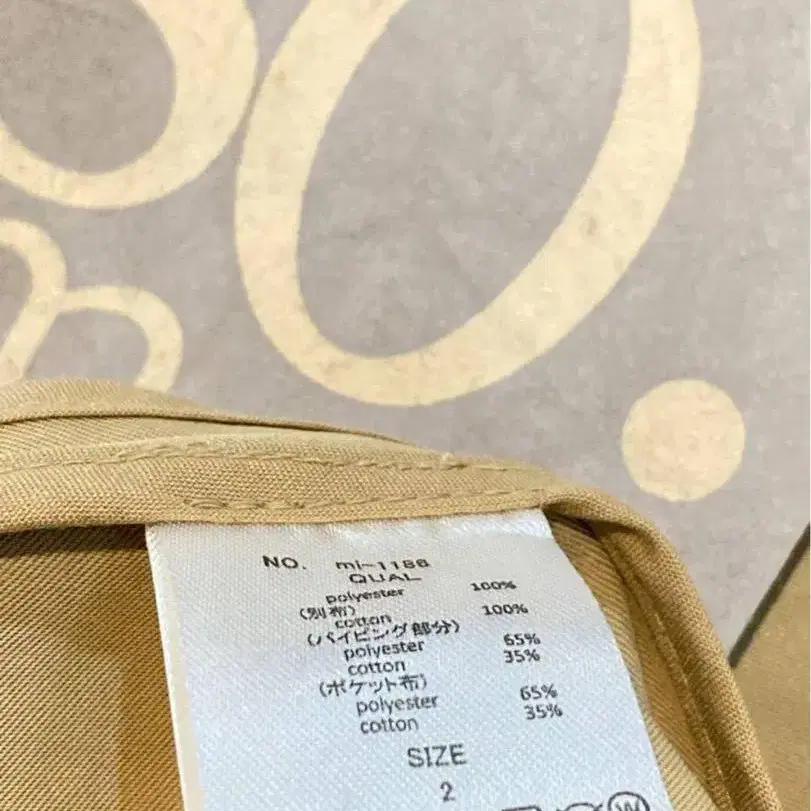 NO. mi-1186
QUAL
polyester 100%
(別布)
cotton 100%
(パイピング部分)
polyester 65%
cotton 35%
(ポケット布)
polyester 65%
cotton 35%
SIZE
2
W